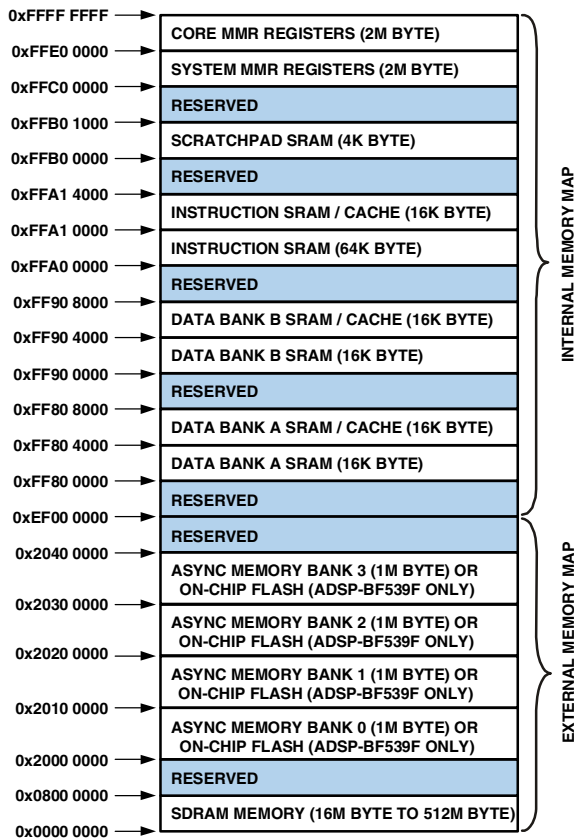 0xFFFF FFFF
CORE MMR REGISTERS (2M BYTE)
0xFFE0 0000
SYSTEM MMR REGISTERS (2M BYTE)
0xFFC0 0000
RESERVED
0xFFB0 1000
SCRATCHPAD SRAM (4K BYTE)
0xFFB0 0000
RESERVED
0xFFA1 4000
INSTRUCTION SRAM / CACHE (16K BYTE)
0xFFA1 0000
INSTRUCTION SRAM (64K BYTE)
0xFFA0 0000
RESERVED
0xFF90 8000
DATA BANK B SRAM / CACHE (16K BYTE)
0xFF90 4000
DATA BANK B SRAM (16K BYTE)
0xFF90 0000
RESERVED
0xFF80 8000
DATA BANK A SRAM / CACHE (16K BYTE)
0xFF80 4000
DATA BANK A SRAM (16K BYTE)
0xFF80 0000
RESERVED
0xEF00 0000
RESERVED
0x2040 0000
ASYNC MEMORY BANK 3 (1M BYTE) OR
ON-CHIP FLASH (ADSP-BF539F ONLY)
0x2030 0000
ASYNC MEMORY BANK 2 (1M BYTE) OR
ON-CHIP FLASH (ADSP-BF539F ONLY)
0x2020 0000
ASYNC MEMORY BANK 1 (1M BYTE) OR
ON-CHIP FLASH (ADSP-BF539F ONLY)
0x2010 0000
ASYNC MEMORY BANK 0 (1M BYTE) OR
ON-CHIP FLASH (ADSP-BF539F ONLY)
0x2000 0000
RESERVED
0x0800 0000
SDRAM MEMORY (16M BYTE TO 512M BYTE)
0x0000 0000
INTERNAL MEMORY MAP
EXTERNAL MEMORY MAP